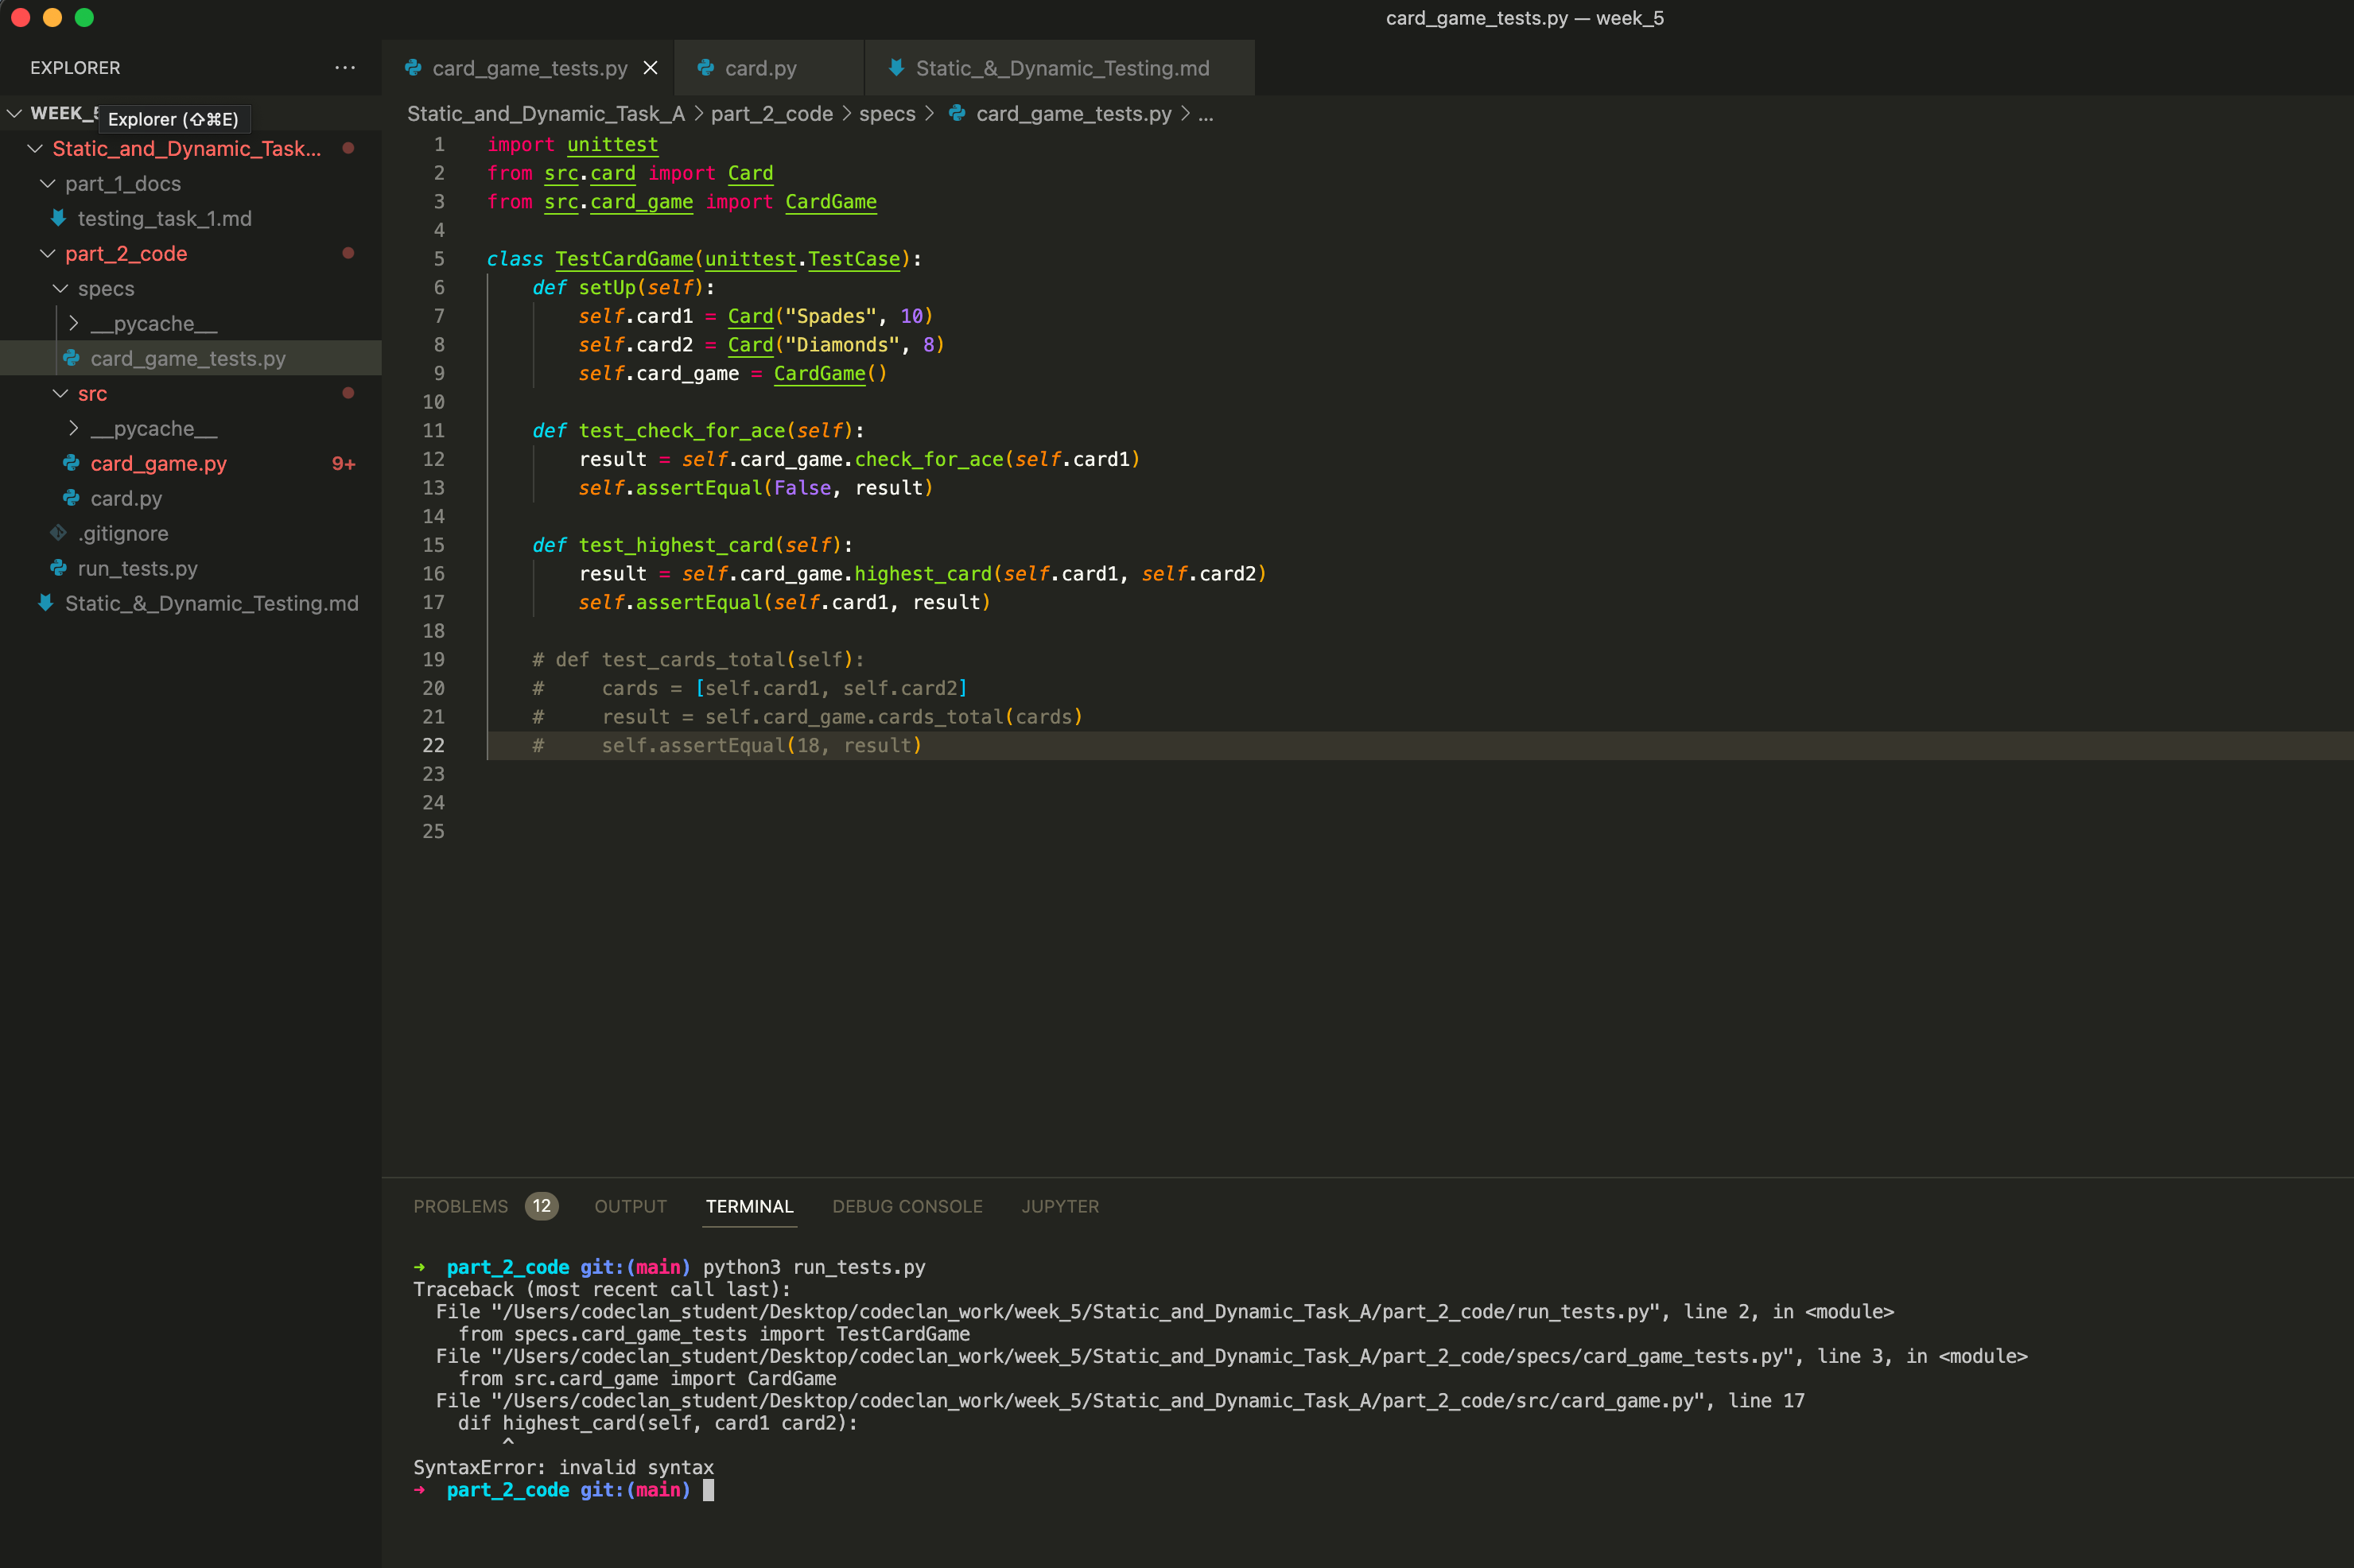 card_game_tests.py — week_5
EXPLORER
WEEK_5
Explorer (⇧⌘E)
Static_and_Dynamic_Task...
part_1_docs
testing_task_1.md
part_2_code
specs
__pycache__
card_game_tests.py
src
__pycache__
card_game.py 9+
card.py
.gitignore
run_tests.py
Static_&_Dynamic_Testing.md
card_game_tests.py
card.py
Static_&_Dynamic_Testing.md
Static_and_Dynamic_Task_A > part_2_code > specs > card_game_tests.py > ...
1 import unittest
2 from src.card import Card
3 from src.card_game import CardGame
4
5 class TestCardGame(unittest.TestCase):
6 def setUp(self):
7 self.card1 = Card("Spades", 10)
8 self.card2 = Card("Diamonds", 8)
9 self.card_game = CardGame()
10
11 def test_check_for_ace(self):
12 result = self.card_game.check_for_ace(self.card1)
13 self.assertEqual(False, result)
14
15 def test_highest_card(self):
16 result = self.card_game.highest_card(self.card1, self.card2)
17 self.assertEqual(self.card1, result)
18
19 # def test_cards_total(self):
20 # cards = [self.card1, self.card2]
21 # result = self.card_game.cards_total(cards)
22 # self.assertEqual(18, result)
23
24
25
PROBLEMS 12 OUTPUT TERMINAL DEBUG CONSOLE JUPYTER
➜ part_2_code git:(main) python3 run_tests.py
Traceback (most recent call last):
File "/Users/codeclan_student/Desktop/codeclan_work/week_5/Static_and_Dynamic_Task_A/part_2_code/run_tests.py", line 2, in <module>
from specs.card_game_tests import TestCardGame
File "/Users/codeclan_student/Desktop/codeclan_work/week_5/Static_and_Dynamic_Task_A/part_2_code/specs/card_game_tests.py", line 3, in <module>
from src.card_game import CardGame
File "/Users/codeclan_student/Desktop/codeclan_work/week_5/Static_and_Dynamic_Task_A/part_2_code/src/card_game.py", line 17
dif highest_card(self, card1 card2):
^
SyntaxError: invalid syntax
➜ part_2_code git:(main)